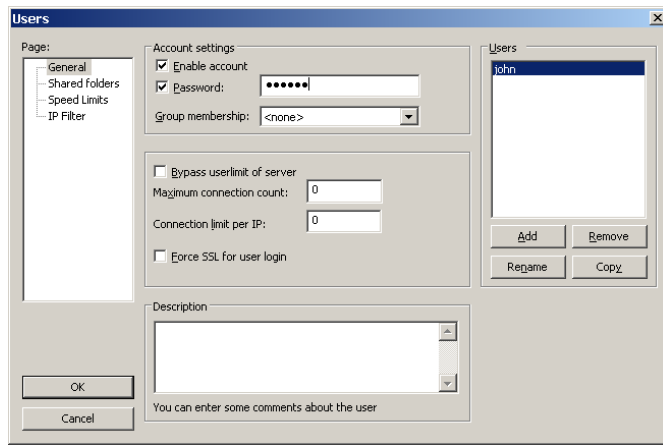 Users
Page:
General
Shared folders
Speed Limits
IP Filter
OK
Cancel
Account settings
Enable account
Password: ●●●●●●
Group membership: <none>
Bypass userlimit of server
Maximum connection count: 0
Connection limit per IP: 0
Force SSL for user login
Description
You can enter some comments about the user
Users
john
Add Remove
Rename Copy